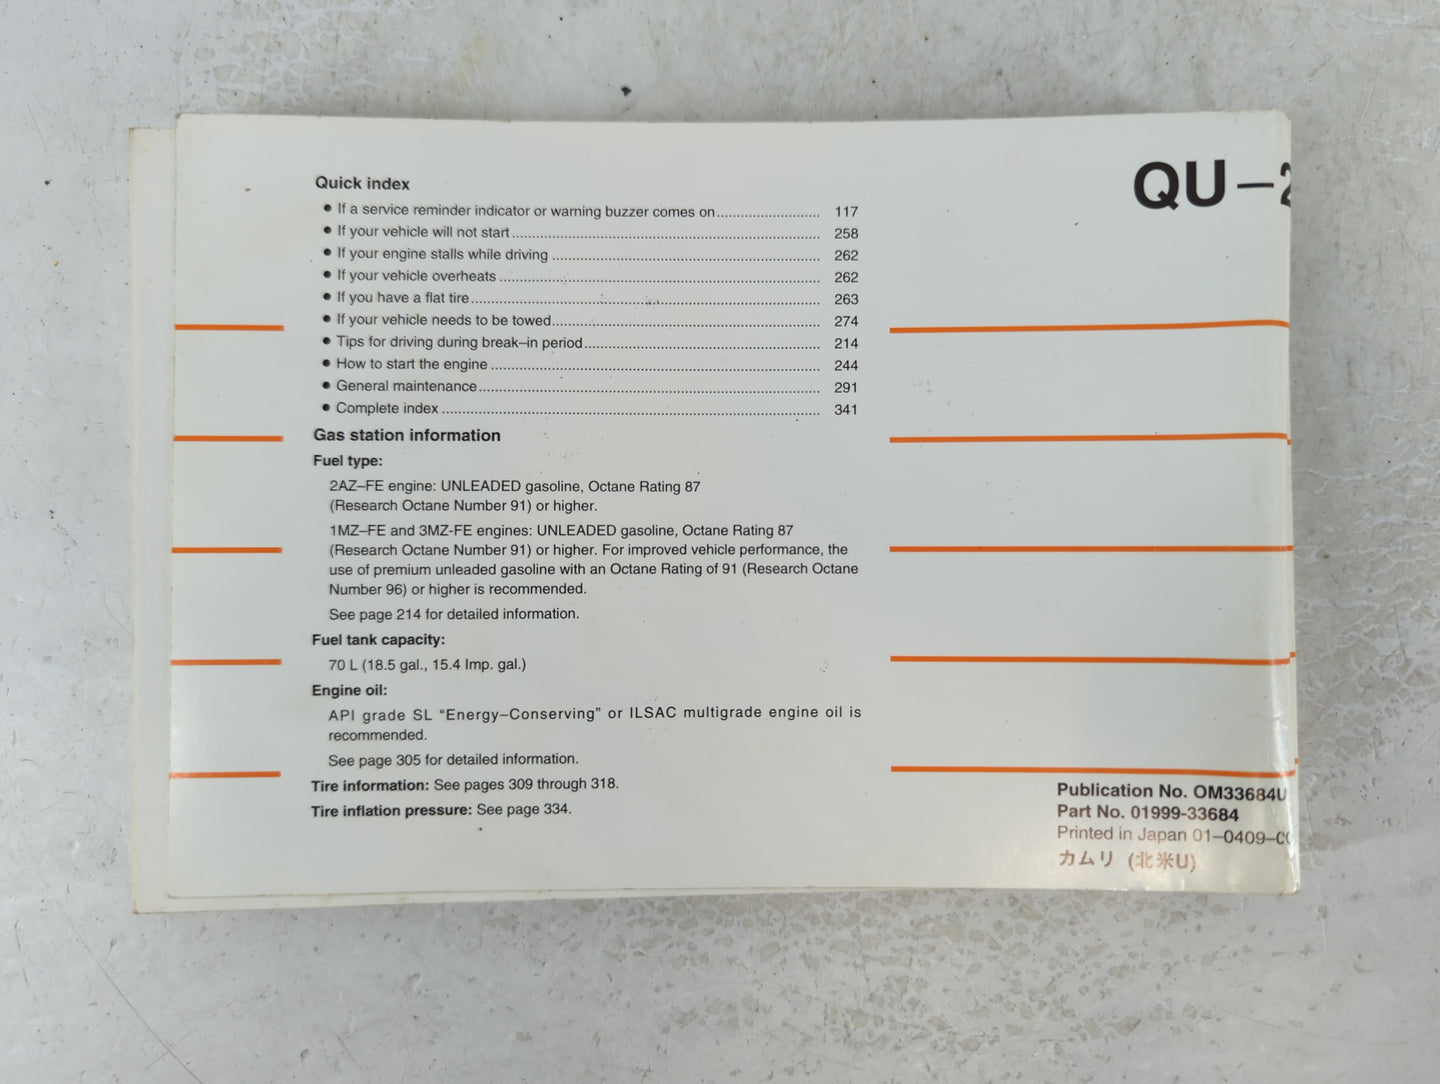 QU–2
Quick index
● If a service reminder indicator or warning buzzer comes on ......................... 117
● If your vehicle will not start ......................... 258
● If your engine stalls while driving ......................... 262
● If your vehicle overheats ......................... 262
● If you have a flat tire ......................... 263
● If your vehicle needs to be towed ......................... 274
● Tips for driving during break–in period ......................... 214
● How to start the engine ......................... 244
● General maintenance ......................... 291
● Complete index ......................... 341
Gas station information
Fuel type:
2AZ–FE engine: UNLEADED gasoline, Octane Rating 87
(Research Octane Number 91) or higher.
1MZ–FE and 3MZ-FE engines: UNLEADED gasoline, Octane Rating 87
(Research Octane Number 91) or higher. For improved vehicle performance, the
use of premium unleaded gasoline with an Octane Rating of 91 (Research Octane
Number 96) or higher is recommended.
See page 214 for detailed information.
Fuel tank capacity:
70 L (18.5 gal., 15.4 Imp. gal.)
Engine oil:
API grade SL “Energy–Conserving” or ILSAC multigrade engine oil is
recommended.
See page 305 for detailed information.
Tire information: See pages 309 through 318.
Tire inflation pressure: See page 334.
Publication No. OM33684U
Part No. 01999-33684
Printed in Japan 01–0409–
カムリ (北米U)